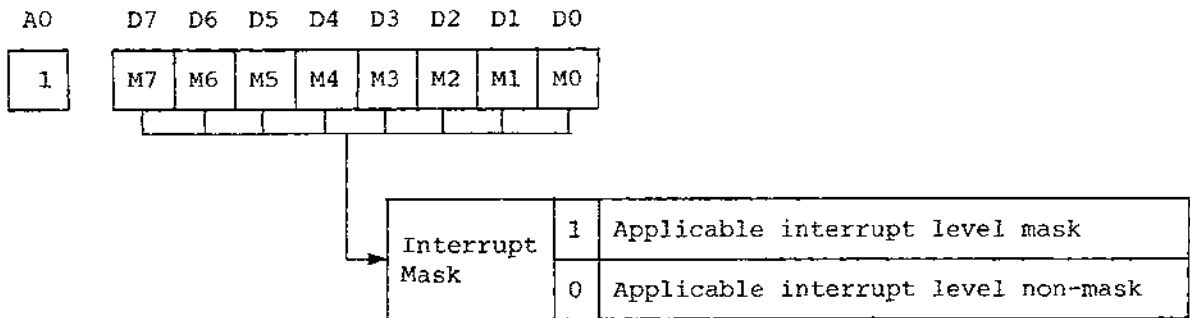 A0 D7 D6 D5 D4 D3 D2 D1 D0
1 M7 M6 M5 M4 M3 M2 M1 M0
Interrupt Mask
1 Applicable interrupt level mask
0 Applicable interrupt level non-mask